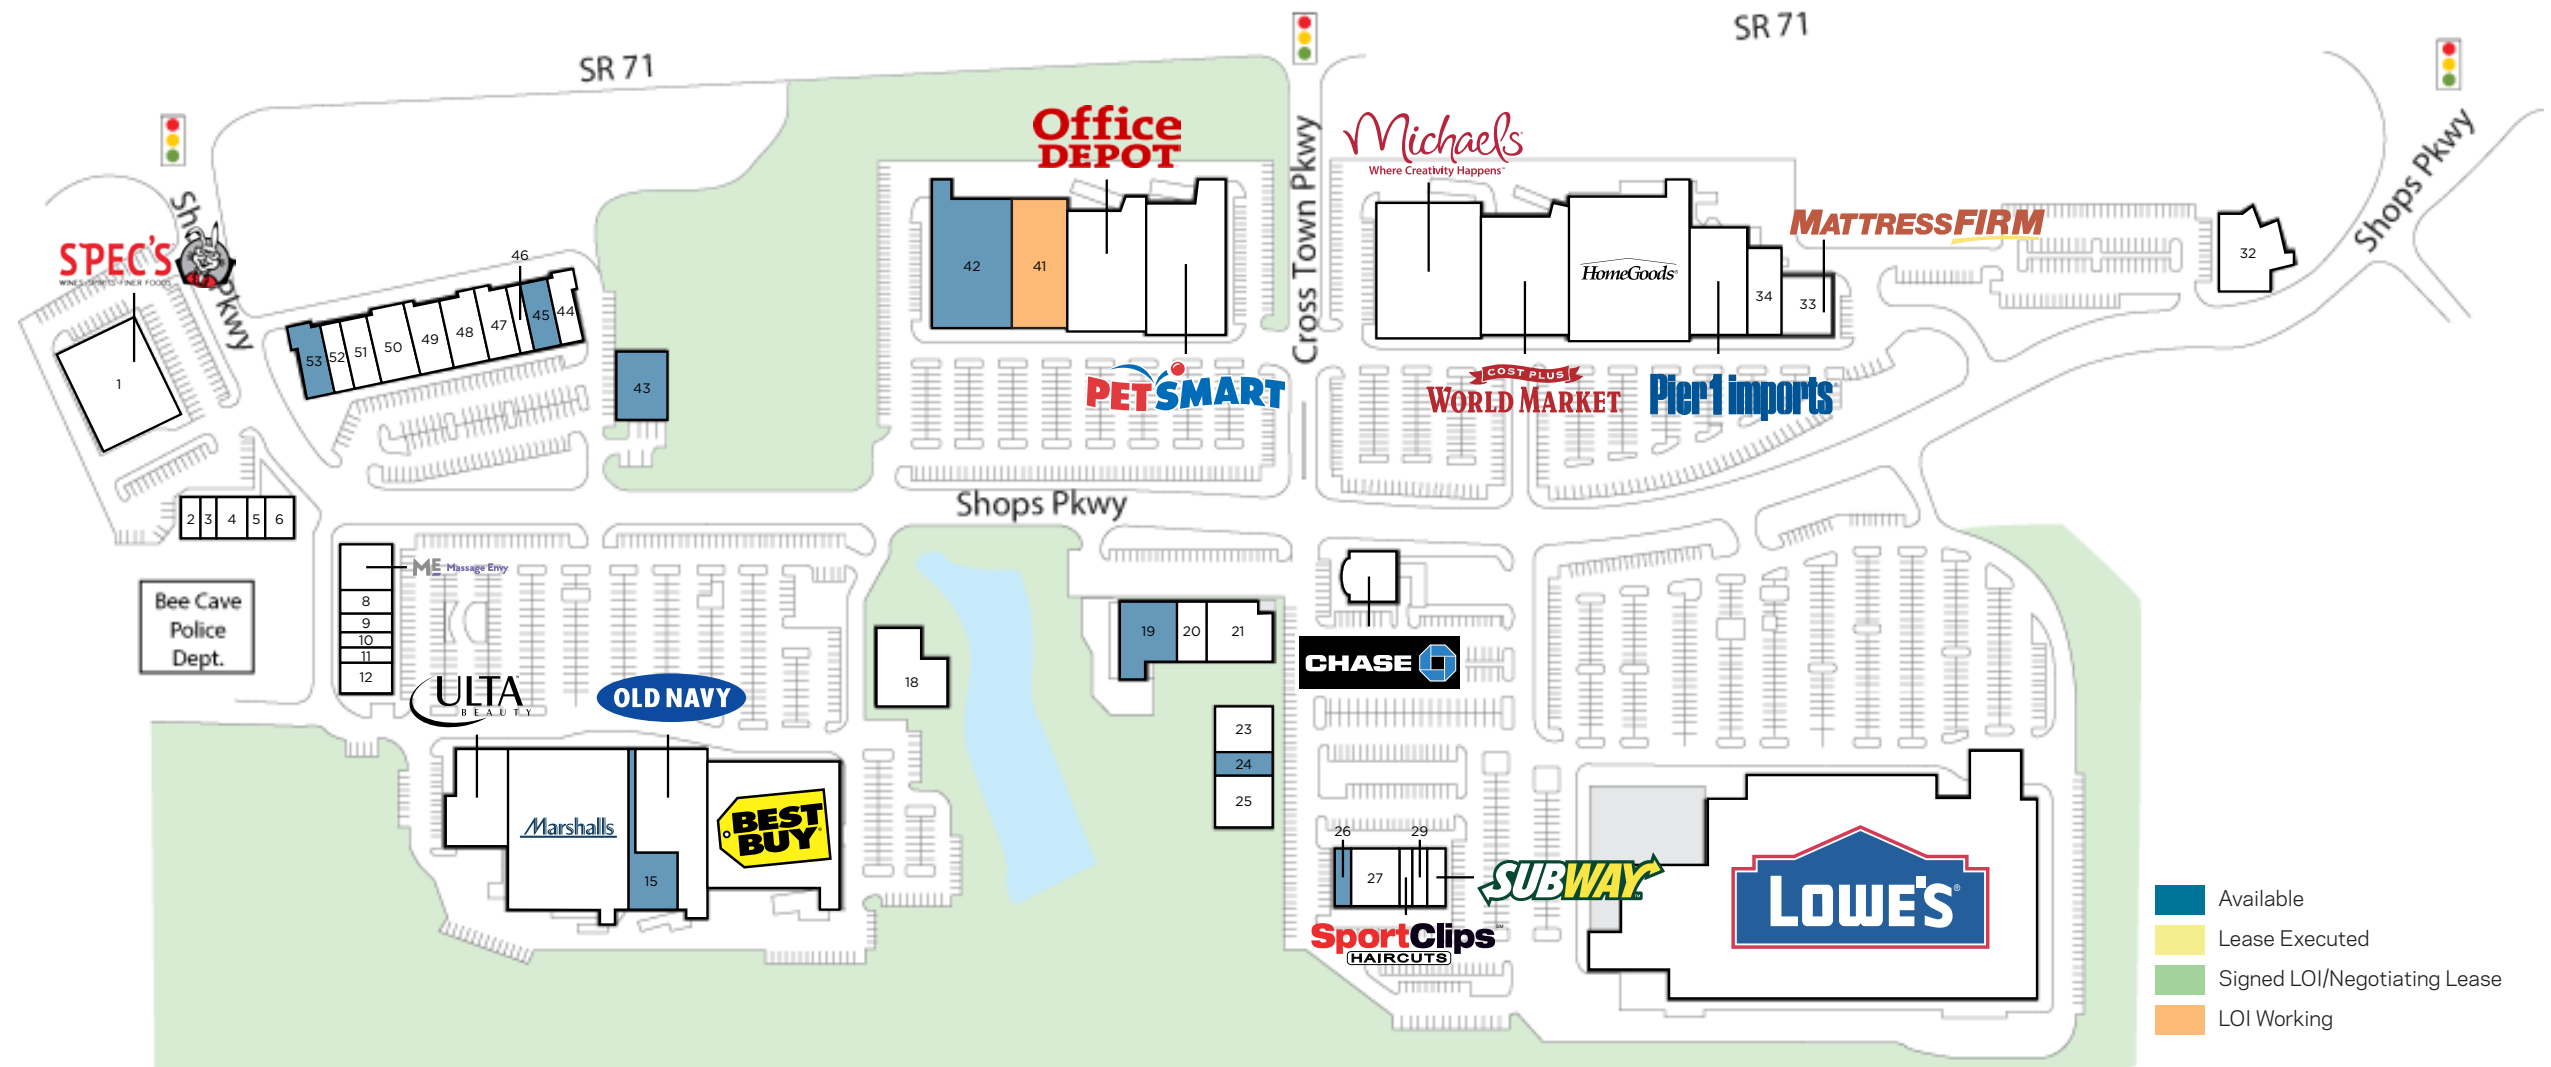 SR 71
SR 71
Office
DEPOT
Michaels
Where Creativity Happens
Cross Town Pkwy
Shops Pkwy
SPEC'S
WINES SPIRITS FINER FOODS
Pkwy
MATTRESSFIRM
HomeGoods
32
34
33
42
41
46
53
52
51
50
49
48
47
45
44
43
1
PETSMART
COST PLUS
WORLD MARKET
Pier 1 imports
Shops Pkwy
2
3
4
5
6
Bee Cave
Police
Dept.
ME Massage Envy
8
9
10
11
12
ULTA
BEAUTY
OLD NAVY
18
19
20
21
CHASE
23
24
25
Marshalls
15
BEST
BUY
26
29
27
SUBWAY
SportClips
HAIRCUTS
LOWE'S
Available
Lease Executed
Signed LOI/Negotiating Lease
LOI Working